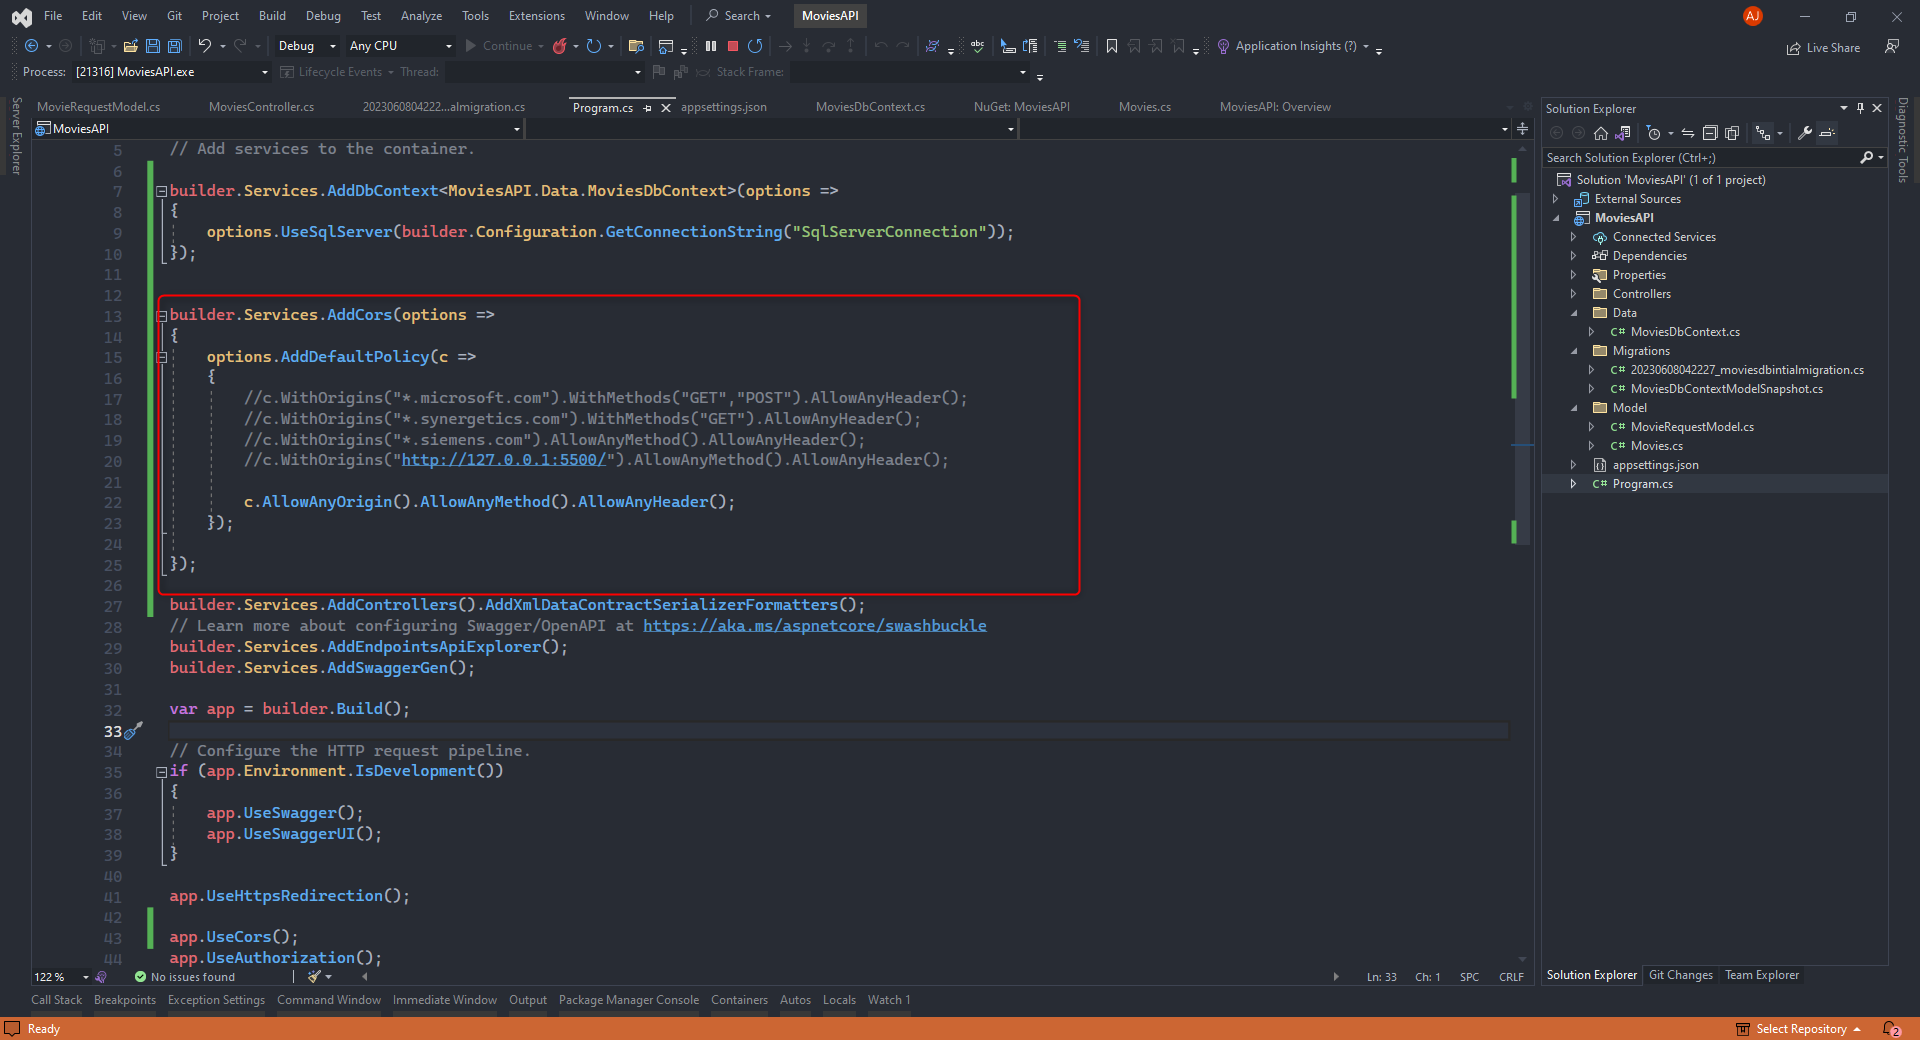 File Edit View Git Project Build Debug Test Analyze Tools Extensions Window Help Search MoviesAPI AJ
Debug Any CPU Continue Application Insights (?) Live Share
Process: [21316] MoviesAPI.exe Lifecycle Events Thread: Stack Frame:
Server Explorer
MovieRequestModel.cs MoviesController.cs 2023060804222...almigration.cs Program.cs appsettings.json MoviesDbContext.cs NuGet: MoviesAPI Movies.cs MoviesAPI: Overview
MoviesAPI
5 // Add services to the container.
6
7 builder.Services.AddDbContext<MoviesAPI.Data.MoviesDbContext>(options =>
8 {
9 options.UseSqlServer(builder.Configuration.GetConnectionString("SqlServerConnection"));
10 });
11
12
13 builder.Services.AddCors(options =>
14 {
15 options.AddDefaultPolicy(c =>
16 {
17 //c.WithOrigins("*.microsoft.com").WithMethods("GET","POST").AllowAnyHeader();
18 //c.WithOrigins("*.synergetics.com").WithMethods("GET").AllowAnyHeader();
19 //c.WithOrigins("*.siemens.com").AllowAnyMethod().AllowAnyHeader();
20 //c.WithOrigins("http://127.0.0.1:5500/").AllowAnyMethod().AllowAnyHeader();
21
22 c.AllowAnyOrigin().AllowAnyMethod().AllowAnyHeader();
23 });
24
25 });
26
27 builder.Services.AddControllers().AddXmlDataContractSerializerFormatters();
28 // Learn more about configuring Swagger/OpenAPI at https://aka.ms/aspnetcore/swashbuckle
29 builder.Services.AddEndpointsApiExplorer();
30 builder.Services.AddSwaggerGen();
31
32 var app = builder.Build();
33
34 // Configure the HTTP request pipeline.
35 if (app.Environment.IsDevelopment())
36 {
37 app.UseSwagger();
38 app.UseSwaggerUI();
39 }
40
41 app.UseHttpsRedirection();
42
43 app.UseCors();
44 app.UseAuthorization();
122 % No issues found Ln: 33 Ch: 1 SPC CRLF
Solution Explorer
Search Solution Explorer (Ctrl+;)
Solution 'MoviesAPI' (1 of 1 project)
External Sources
MoviesAPI
Connected Services
Dependencies
Properties
Controllers
Data
C# MoviesDbContext.cs
Migrations
C# 20230608042227_moviesdbintialmigration.cs
C# MoviesDbContextModelSnapshot.cs
Model
C# MovieRequestModel.cs
C# Movies.cs
appsettings.json
C# Program.cs
Solution Explorer Git Changes Team Explorer
Diagnostic Tools
Call Stack Breakpoints Exception Settings Command Window Immediate Window Output Package Manager Console Containers Autos Locals Watch 1
Ready Select Repository 2